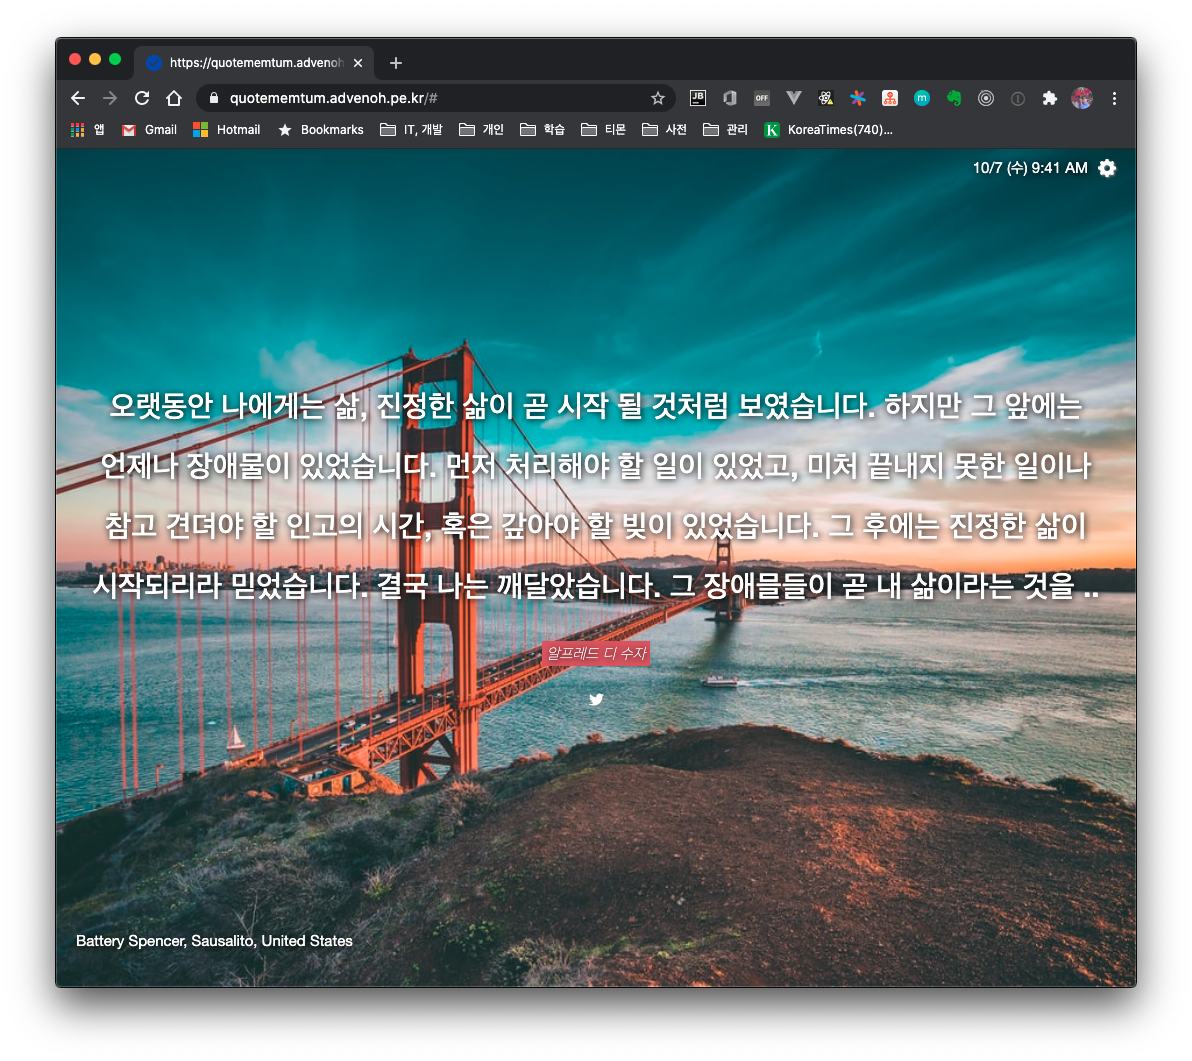 https://quotememtum.advenoh
quotememtum.advenoh.pe.kr/#
JB
OFF
m
앱
Gmail
Hotmail
Bookmarks
IT, 개발
개인
학습
티몬
사전
관리
K
KoreaTimes(740)...
10/7 (수) 9:41 AM
오랫동안 나에게는 삶, 진정한 삶이 곧 시작 될 것처럼 보였습니다. 하지만 그 앞에는
언제나 장애물이 있었습니다. 먼저 처리해야 할 일이 있었고, 미처 끝내지 못한 일이나
참고 견뎌야 할 인고의 시간, 혹은 갚아야 할 빚이 있었습니다. 그 후에는 진정한 삶이
시작되리라 믿었습니다. 결국 나는 깨달았습니다. 그 장애믈들이 곧 내 삶이라는 것을 ..
알프레드 디 수자
Battery Spencer, Sausalito, United States